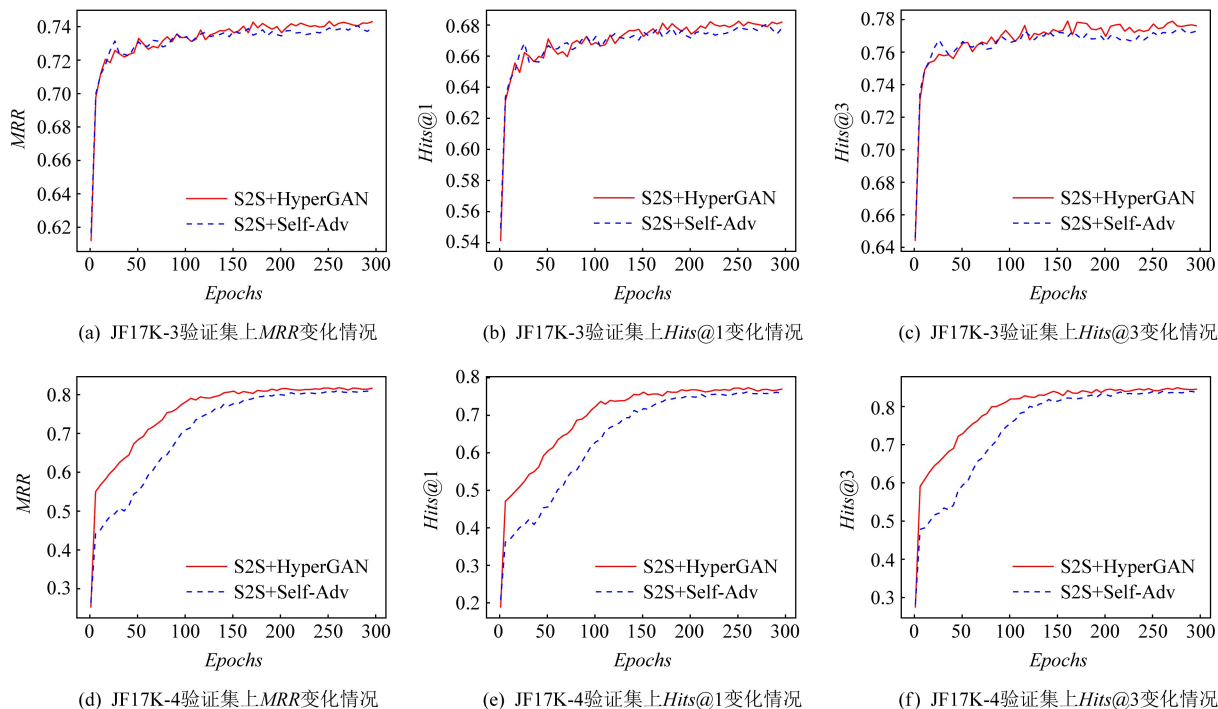 0.74
0.72
0.70
0.68
0.66
0.64
0.62
MRR
S2S+HyperGAN
S2S+Self-Adv
0 50 100 150 200 250 300
Epochs
(a) JF17K-3验证集上MRR变化情况
0.68
0.66
0.64
0.62
0.60
0.58
0.56
0.54
Hits@1
S2S+HyperGAN
S2S+Self-Adv
0 50 100 150 200 250 300
Epochs
(b) JF17K-3验证集上Hits@1变化情况
0.78
0.76
0.74
0.72
0.70
0.68
0.66
0.64
Hits@3
S2S+HyperGAN
S2S+Self-Adv
0 50 100 150 200 250 300
Epochs
(c) JF17K-3验证集上Hits@3变化情况
0.8
0.7
0.6
0.5
0.4
0.3
MRR
S2S+HyperGAN
S2S+Self-Adv
0 50 100 150 200 250 300
Epochs
(d) JF17K-4验证集上MRR变化情况
0.8
0.7
0.6
0.5
0.4
0.3
0.2
Hits@1
S2S+HyperGAN
S2S+Self-Adv
0 50 100 150 200 250 300
Epochs
(e) JF17K-4验证集上Hits@1变化情况
0.8
0.7
0.6
0.5
0.4
0.3
Hits@3
S2S+HyperGAN
S2S+Self-Adv
0 50 100 150 200 250 300
Epochs
(f) JF17K-4验证集上Hits@3变化情况